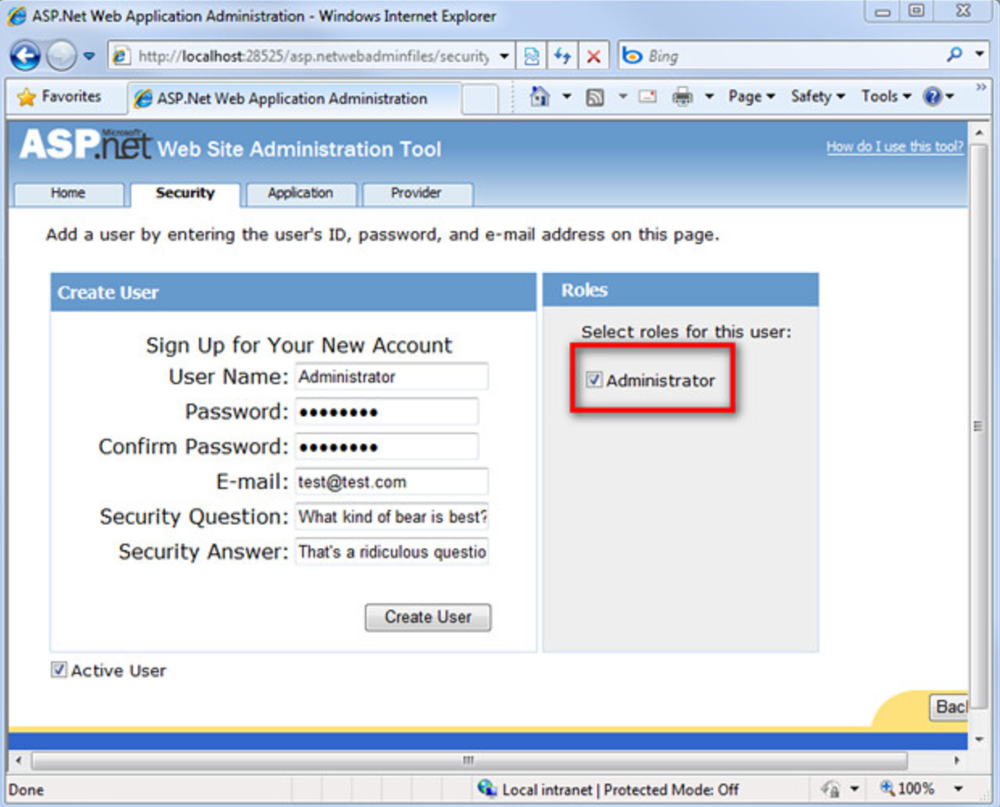 ASP.Net Web Application Administration - Windows Internet Explorer
http://localhost:28525/asp.netwebadminfiles/security
Bing
Favorites
ASP.Net Web Application Administration
Page
Safety
Tools
Microsoft
ASP.net Web Site Administration Tool
How do I use this tool?
Home
Security
Application
Provider
Add a user by entering the user's ID, password, and e-mail address on this page.
Create User
Roles
Select roles for this user:
Sign Up for Your New Account
User Name: Administrator
Administrator
Password: ●●●●●●●●
Confirm Password: ●●●●●●●●
E-mail: test@test.com
Security Question: What kind of bear is best?
Security Answer: That's a ridiculous questio
Create User
Active User
Bac
Done
Local intranet | Protected Mode: Off
100%